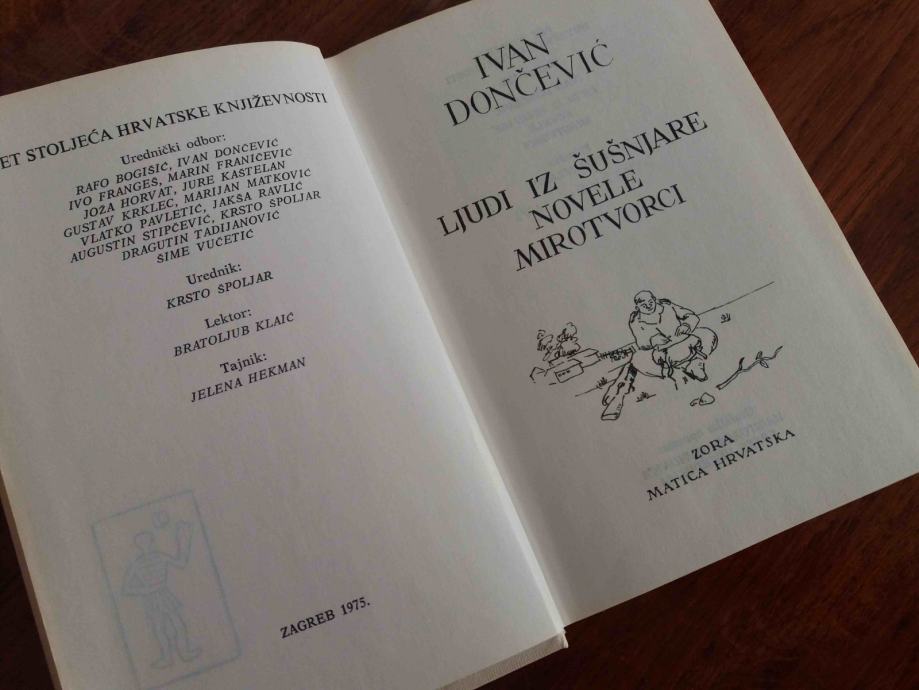 ET STOLJEĆA HRVATSKE KNJIŽEVNOSTI
Urednički odbor:
RAFO BOGIŠIĆ, IVAN DONČEVIĆ
IVO FRANGEŠ, MARIN FRANIČEVIĆ
JOŽA HORVAT, JURE KAŠTELAN
GUSTAV KRKLEC, MARIJAN MATKOVIĆ
VLATKO PAVLETIĆ, JAKŠA RAVLIĆ
AUGUSTIN STIPČEVIĆ, KRSTO ŠPOLJAR
DRAGUTIN TADIJANOVIĆ
ŠIME VUČETIĆ
Urednik:
KRSTO ŠPOLJAR
Lektor:
BRATOLJUB KLAIĆ
Tajnik:
JELENA HEKMAN
ZAGREB 1975.
IVAN
DONČEVIĆ
LJUDI IZ ŠUŠNJARE
NOVELE
MIROTVORCI
ZORA
MATICA HRVATSKA